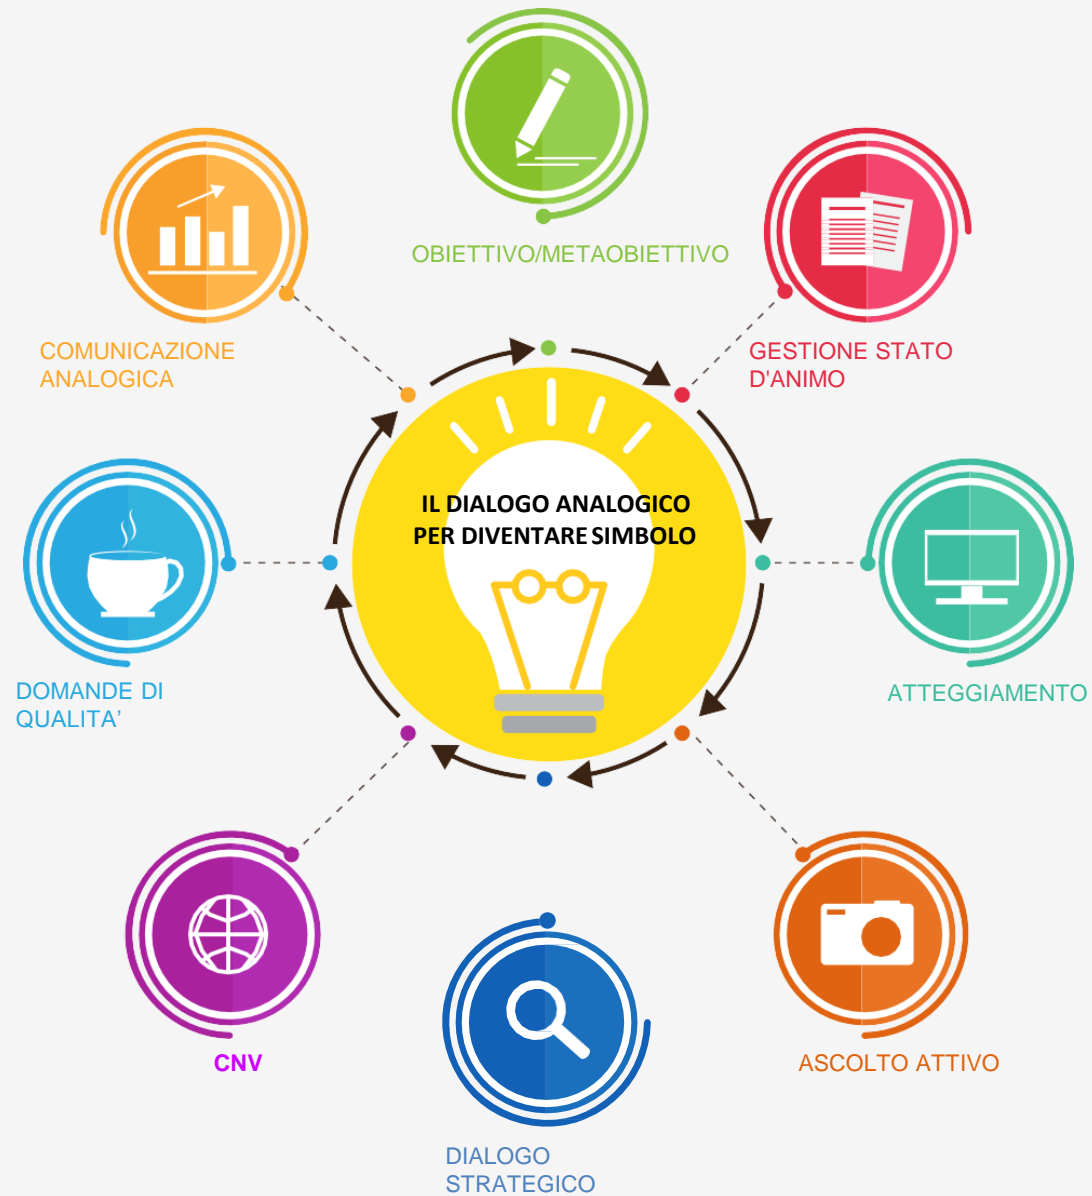 OBIETTIVO/METAOBIETTIVO
COMUNICAZIONE
ANALOGICA
GESTIONE STATO
D'ANIMO
IL DIALOGO ANALOGICO
PER DIVENTARE SIMBOLO
DOMANDE DI
QUALITA’
ATTEGGIAMENTO
CNV
ASCOLTO ATTIVO
DIALOGO
STRATEGICO